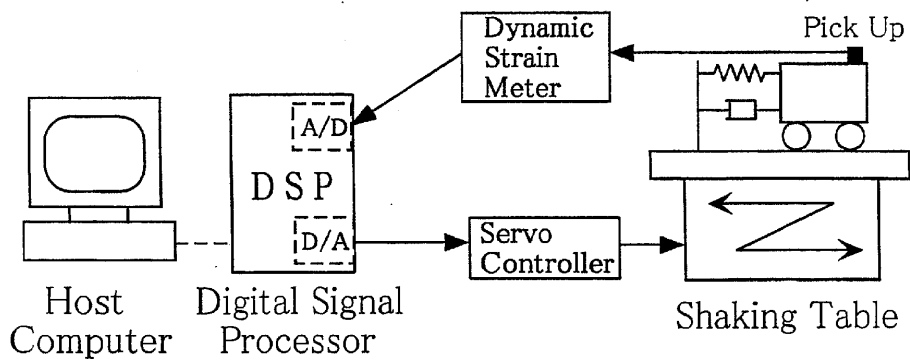 Dynamic
Strain
Meter
Pick Up
A/D
DSP
D/A
Servo
Controller
Host
Computer
Digital Signal
Processor
Shaking Table